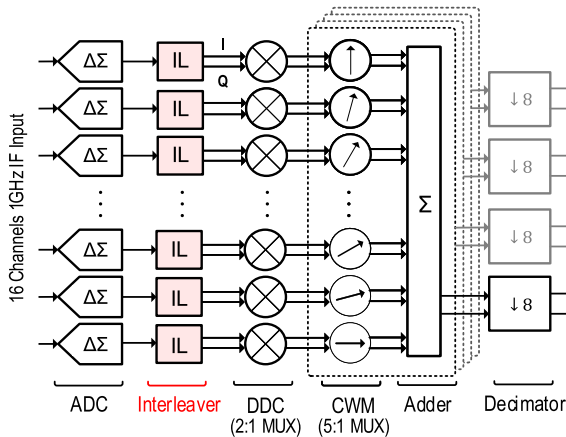 16 Channels 1GHz IF Input
I
Q
ΔΣ IL
ΔΣ IL
ΔΣ IL
ΔΣ IL
ΔΣ IL
ΔΣ IL
Σ
↓8
↓8
↓8
↓8
ADC Interleaver DDC CWM Adder Decimator
(2:1 MUX) (5:1 MUX)